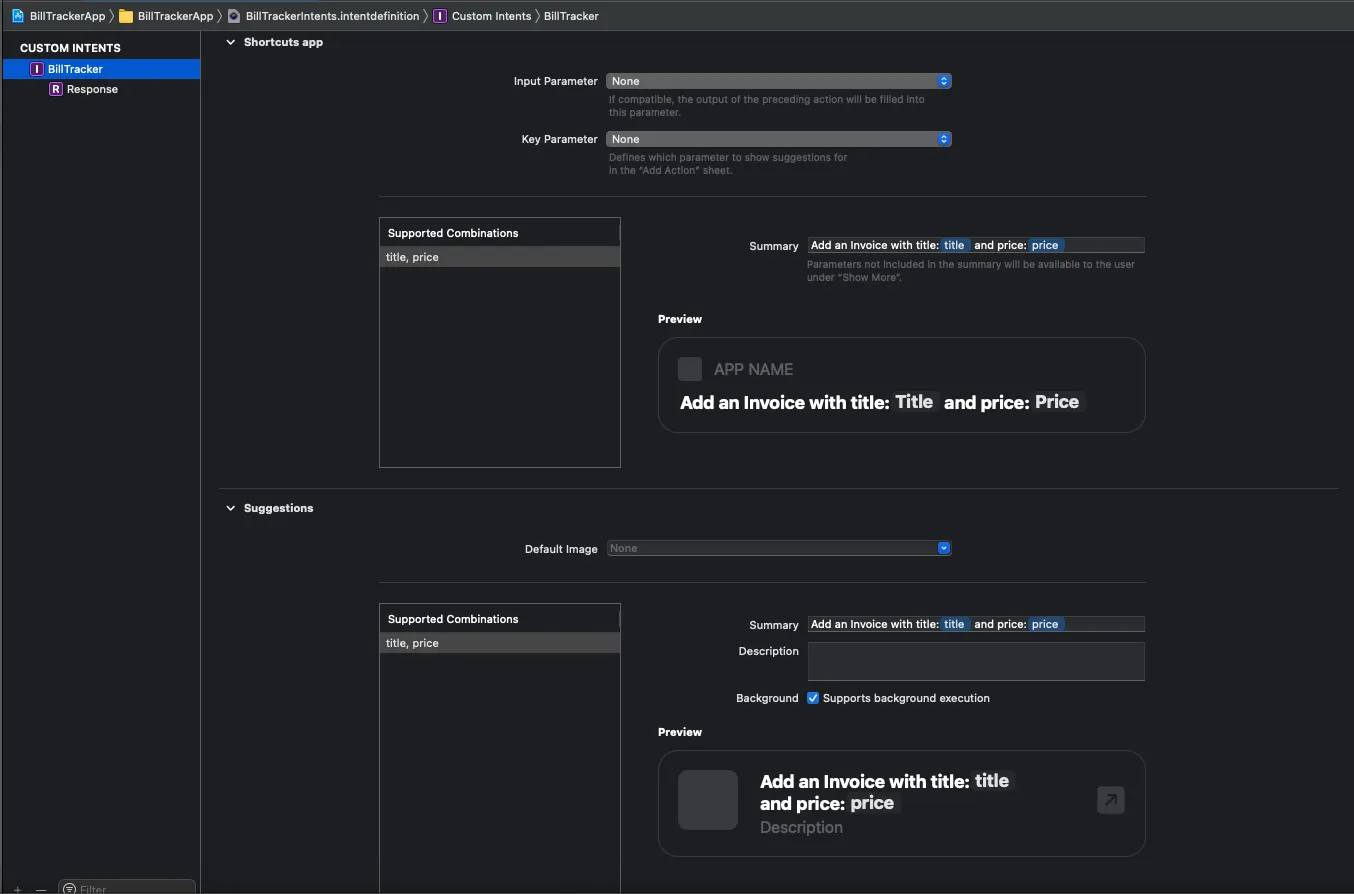 BillTrackerApp BillTrackerApp BillTrackerIntents.intentdefinition I Custom Intents BillTracker
CUSTOM INTENTS
I BillTracker
R Response
Shortcuts app
Input Parameter None
If compatible, the output of the preceding action will be filled into
this parameter.
Key Parameter None
Defines which parameter to show suggestions for
in the “Add Action” sheet.
Supported Combinations
title, price
Summary Add an Invoice with title: title and price: price
Parameters not included in the summary will be available to the user
under “Show More”.
Preview
APP NAME
Add an Invoice with title: Title and price: Price
Suggestions
Default Image None
Supported Combinations
title, price
Summary Add an Invoice with title: title and price: price
Description
Background Supports background execution
Preview
Add an Invoice with title: title
and price: price
Description
Filter